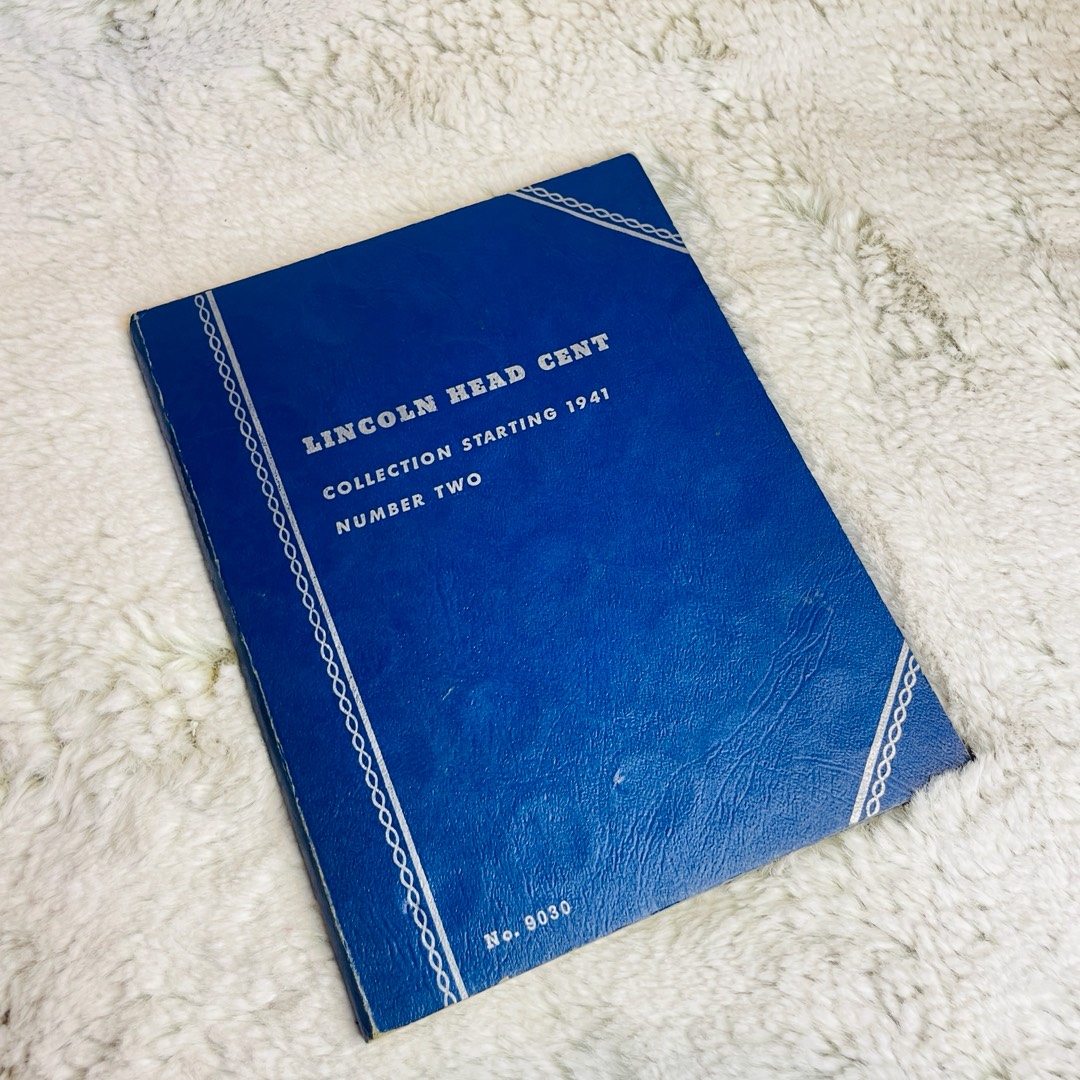 LINCOLN HEAD CENT
COLLECTION STARTING 1941
NUMBER TWO
No. 9030